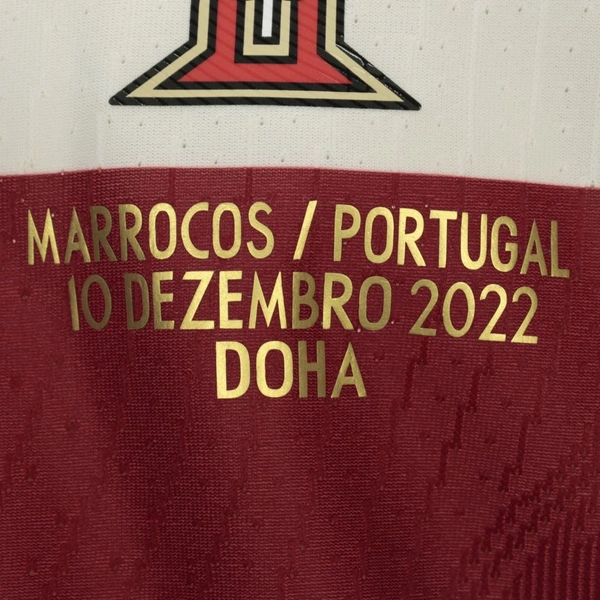 MARROCOS / PORTUGAL
10 DEZEMBRO 2022
DOHA